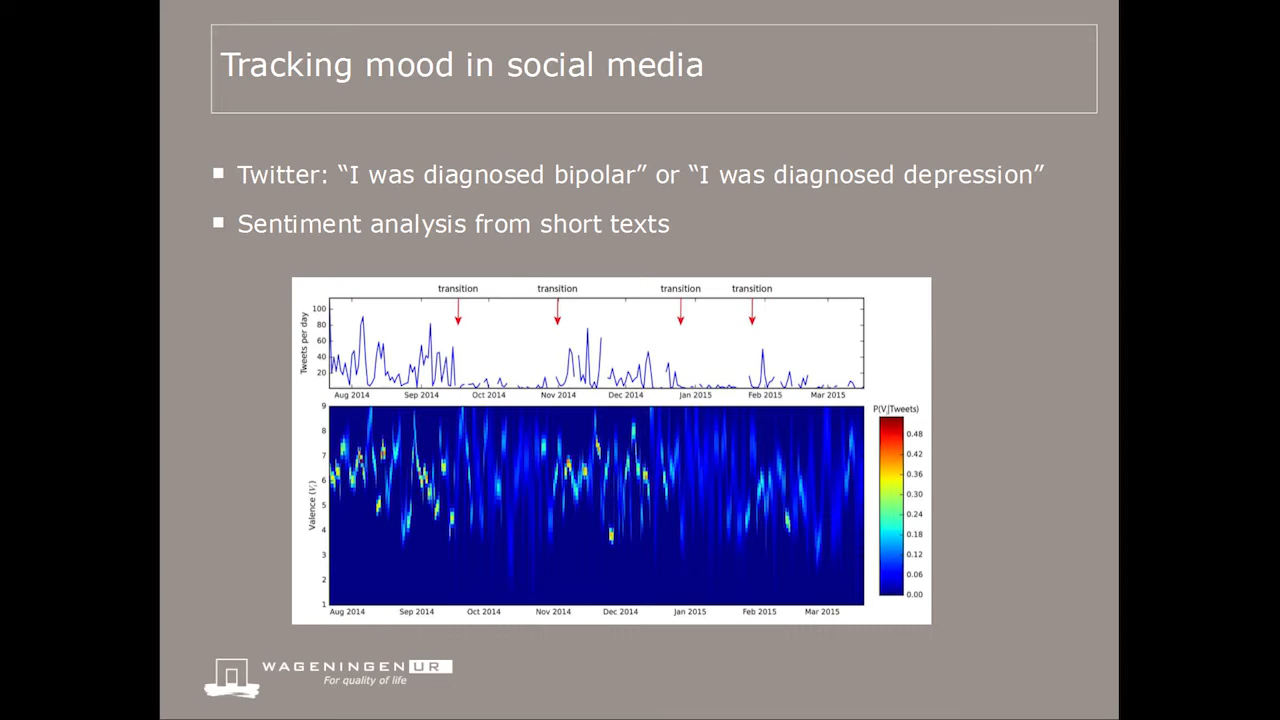 Tracking mood in social media
▪ Twitter: “I was diagnosed bipolar” or “I was diagnosed depression”
▪ Sentiment analysis from short texts
transition transition transition transition
Tweets per day
100
80
60
40
20
Aug 2014 Sep 2014 Oct 2014 Nov 2014 Dec 2014 Jan 2015 Feb 2015 Mar 2015
Valence (Vᵢ)
9
8
7
6
5
4
3
2
1
Aug 2014 Sep 2014 Oct 2014 Nov 2014 Dec 2014 Jan 2015 Feb 2015 Mar 2015
P(Vᵢ|Tweets)
0.48
0.42
0.36
0.30
0.24
0.18
0.12
0.06
0.00
WAGENINGEN UR
For quality of life